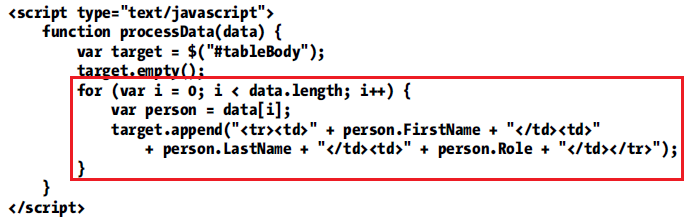 <script type="text/javascript">
function processData(data) {
var target = $("#tableBody");
target.empty();
for (var i = 0; i < data.length; i++) {
var person = data[i];
target.append("<tr><td>" + person.FirstName + "</td><td>"
+ person.LastName + "</td><td>" + person.Role + "</td></tr>");
}
}
</script>